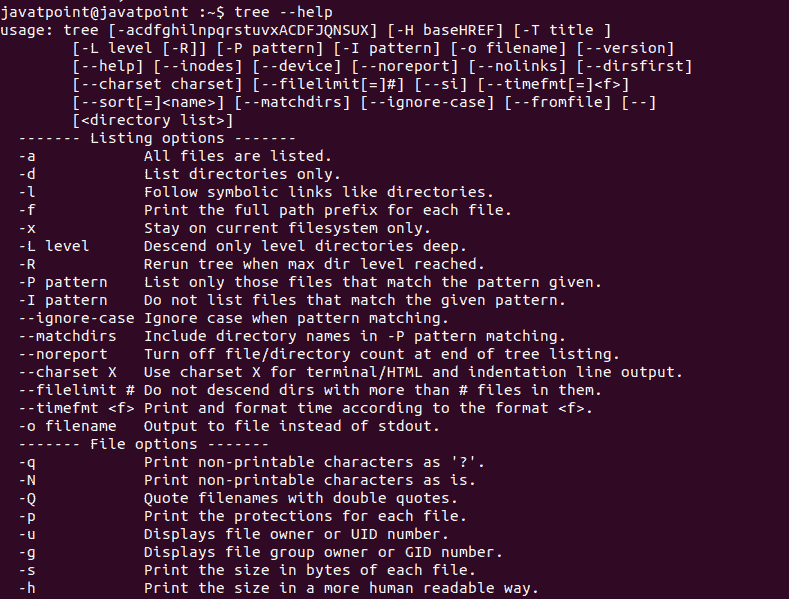 javatpoint@javatpoint :~$ tree --help
usage: tree [-acdfghilnpqrstuvxACDFJQNSUX] [-H baseHREF] [-T title ]
        [-L level [-R]] [-P pattern] [-I pattern] [-o filename] [--version]
        [--help] [--inodes] [--device] [--noreport] [--nolinks] [--dirsfirst]
        [--charset charset] [--filelimit[=]#] [--si] [--timefmt[=]<f>]
        [--sort[=]<name>] [--matchdirs] [--ignore-case] [--fromfile] [--]
        [<directory list>]
  ------- Listing options -------
  -a            All files are listed.
  -d            List directories only.
  -l            Follow symbolic links like directories.
  -f            Print the full path prefix for each file.
  -x            Stay on current filesystem only.
  -L level      Descend only level directories deep.
  -R            Rerun tree when max dir level reached.
  -P pattern    List only those files that match the pattern given.
  -I pattern    Do not list files that match the given pattern.
  --ignore-case Ignore case when pattern matching.
  --matchdirs   Include directory names in -P pattern matching.
  --noreport    Turn off file/directory count at end of tree listing.
  --charset X   Use charset X for terminal/HTML and indentation line output.
  --filelimit # Do not descend dirs with more than # files in them.
  --timefmt <f> Print and format time according to the format <f>.
  -o filename   Output to file instead of stdout.
  ------- File options -------
  -q            Print non-printable characters as '?'.
  -N            Print non-printable characters as is.
  -Q            Quote filenames with double quotes.
  -p            Print the protections for each file.
  -u            Displays file owner or UID number.
  -g            Displays file group owner or GID number.
  -s            Print the size in bytes of each file.
  -h            Print the size in a more human readable way.